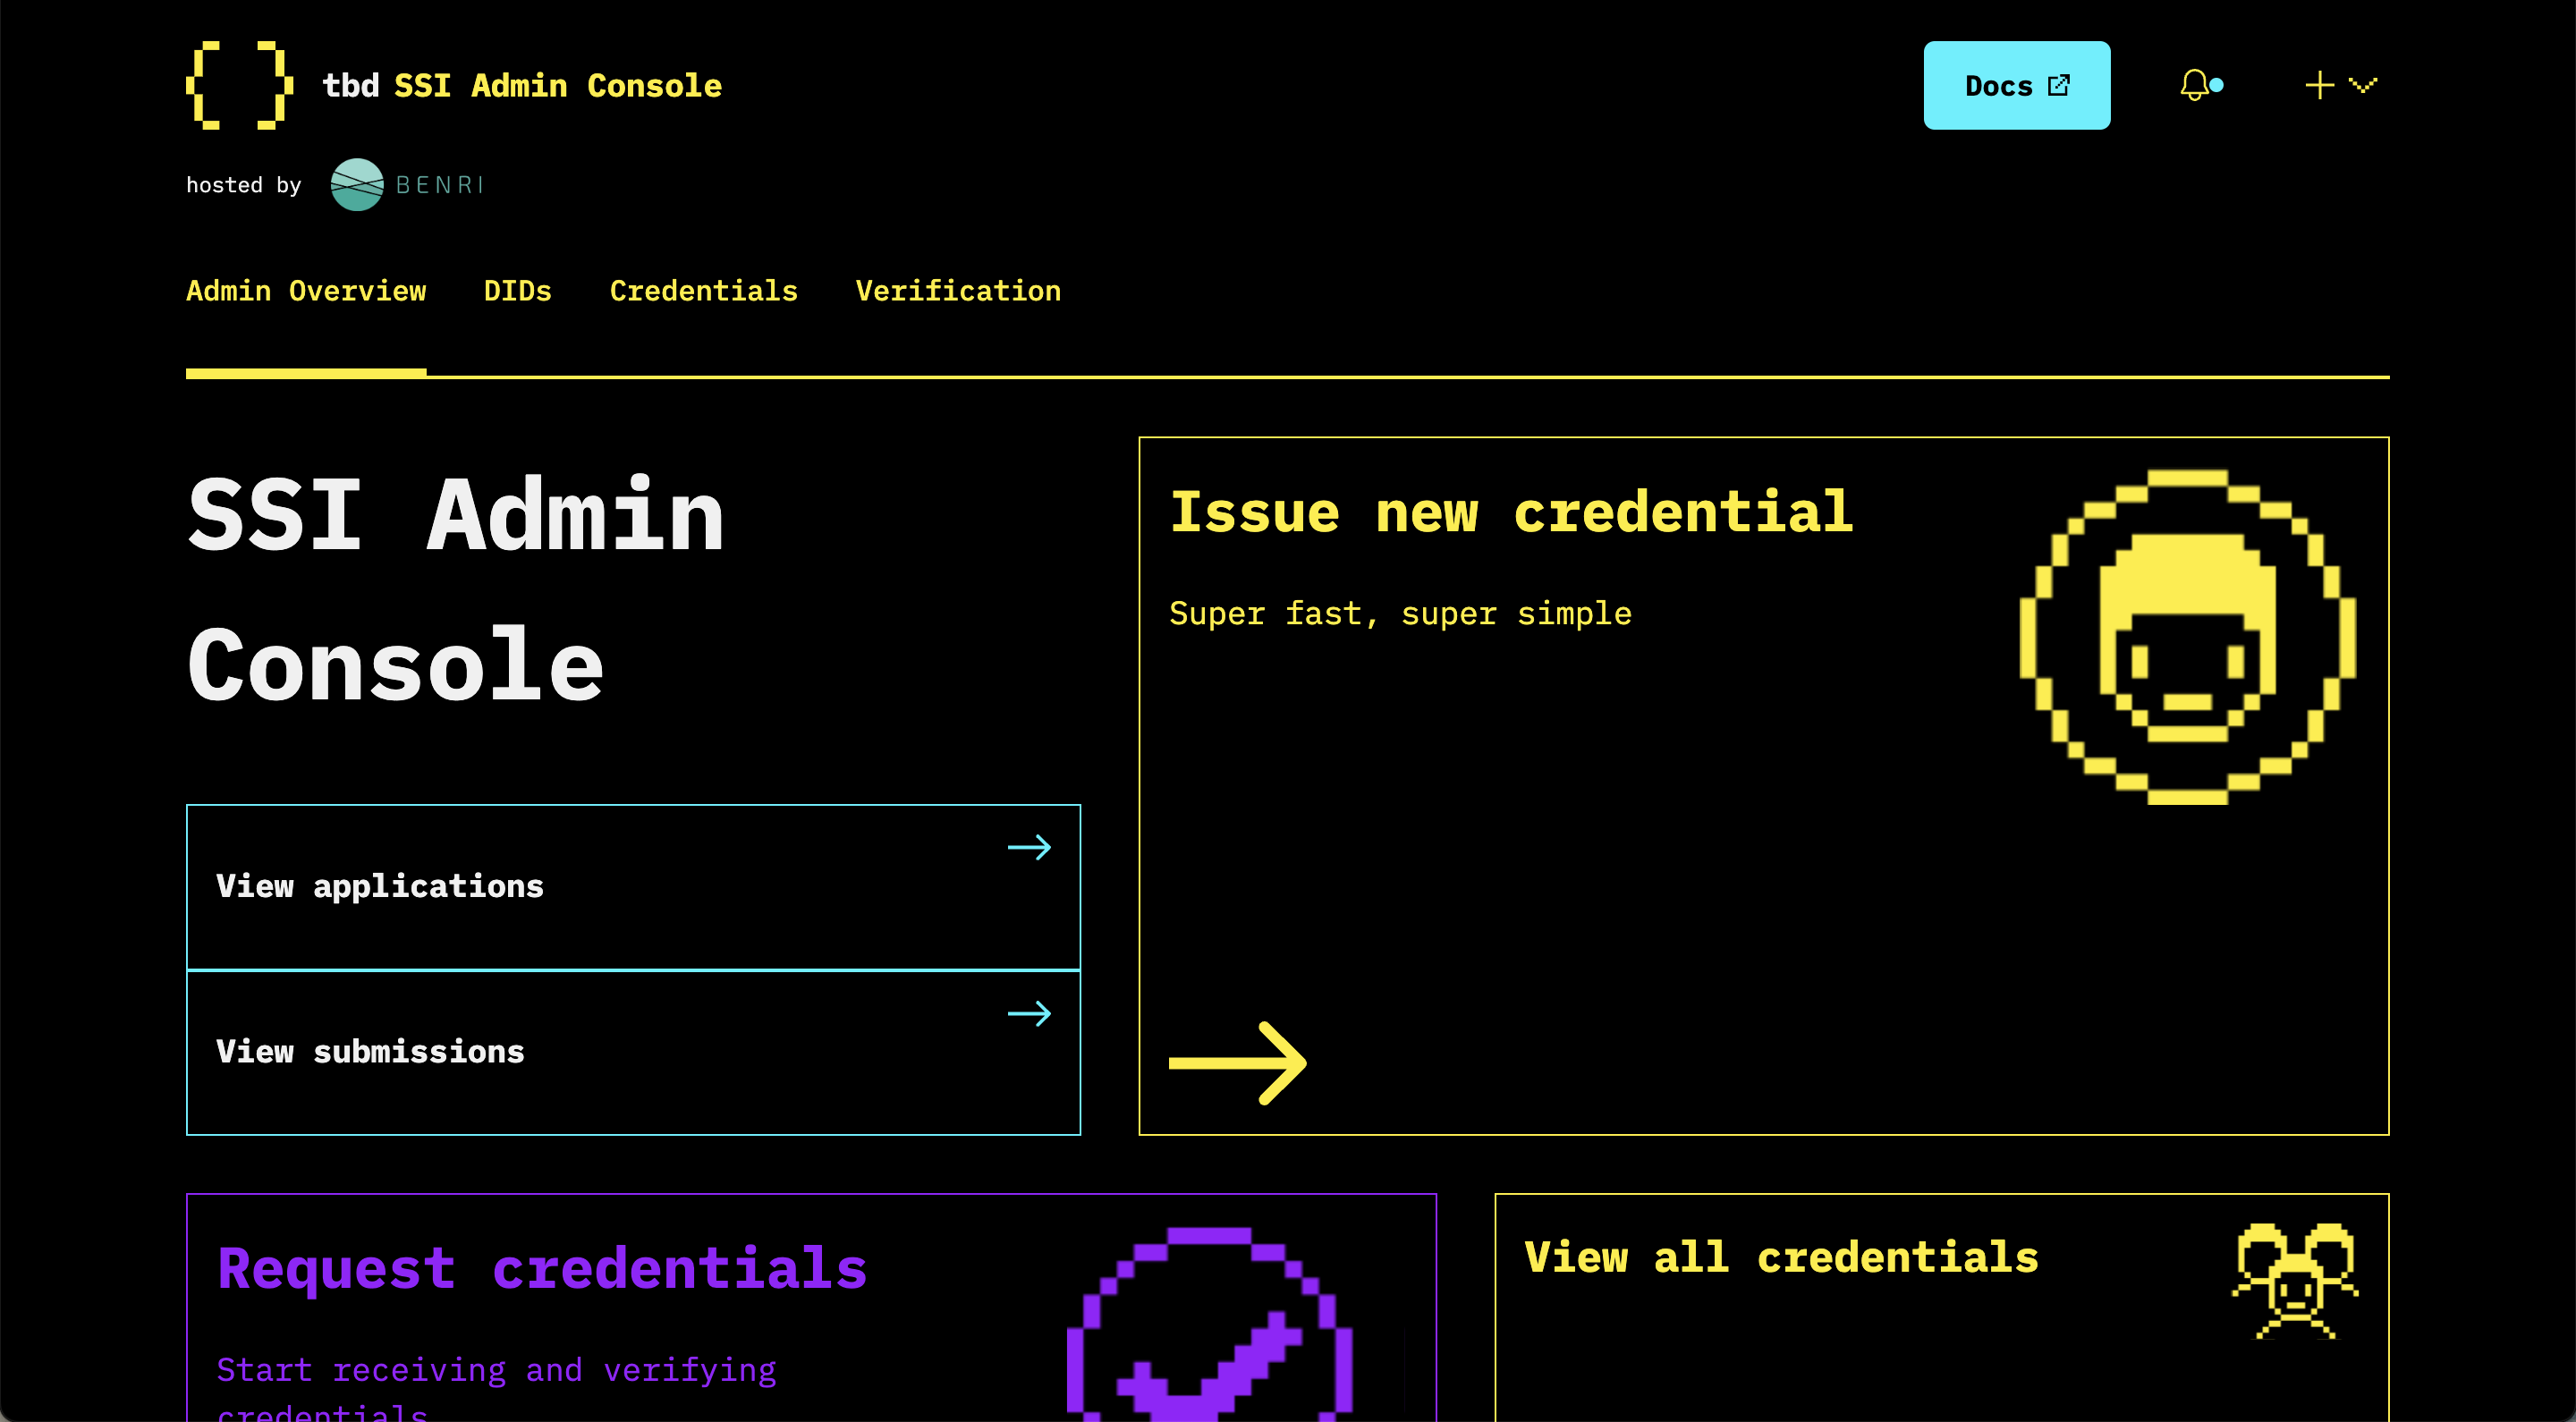 tbd SSI Admin Console
Docs
hosted by BENRI
Admin Overview DIDs Credentials Verification
SSI Admin
Console
View applications
View submissions
Issue new credential
Super fast, super simple
Request credentials
Start receiving and verifying
credentials
View all credentials